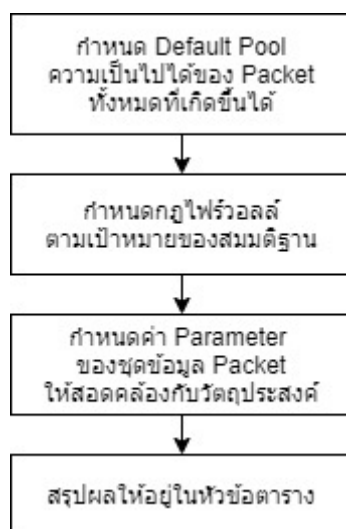 กำหนด Default Pool
ความเป็นไปได้ของ Packet
ทั้งหมดที่เกิดขึ้นได้
กำหนดกฎไฟร์วอลล์
ตามเป้าหมายของสมมติฐาน
กำหนดค่า Parameter
ของชุดข้อมูล Packet
ให้สอดคล้องกับวัตถุประสงค์
สรุปผลให้อยู่ในหัวข้อตาราง